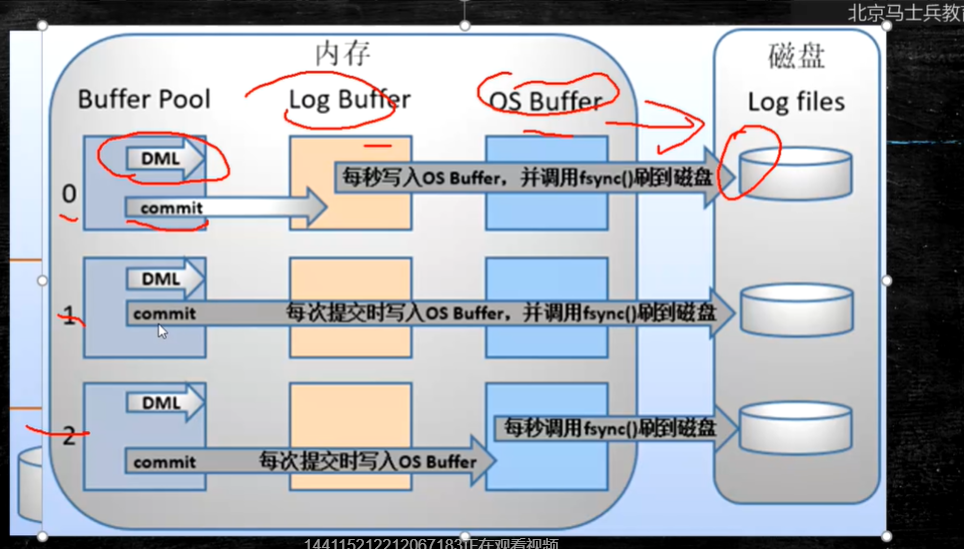 北京马士兵教育
内存
磁盘
Buffer Pool
Log Buffer
OS Buffer
Log files
0
DML
每秒写入OS Buffer，并调用fsync()刷到磁盘
commit
1
DML
commit
每次提交时写入OS Buffer，并调用fsync()刷到磁盘
2
DML
每秒调用fsync()刷到磁盘
commit
每次提交时写入OS Buffer
144115212212067183正在观看视频